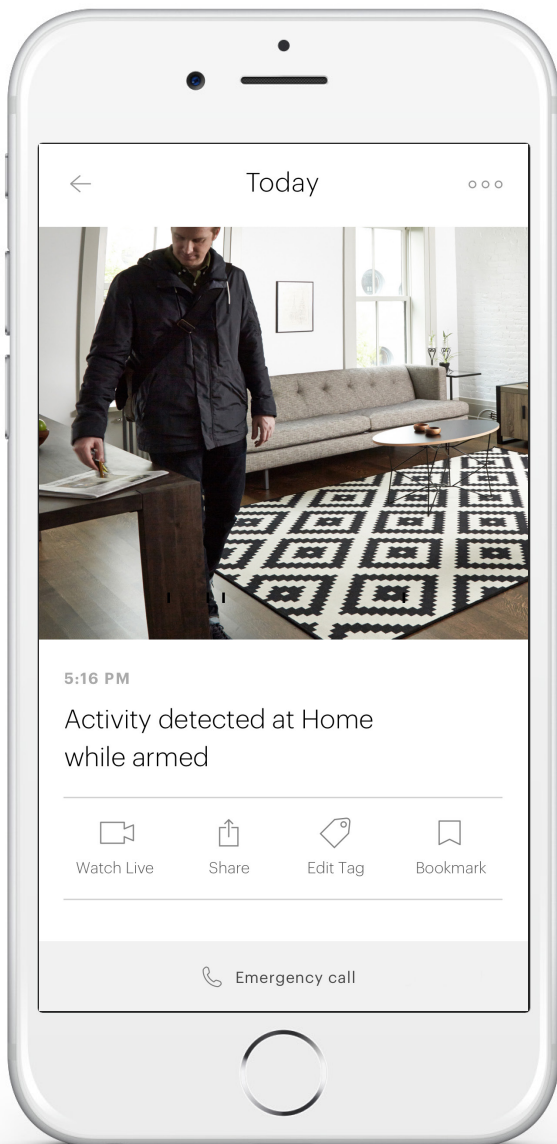 Today
5:16 PM
Activity detected at Home
while armed
Watch Live
Share
Edit Tag
Bookmark
Emergency call